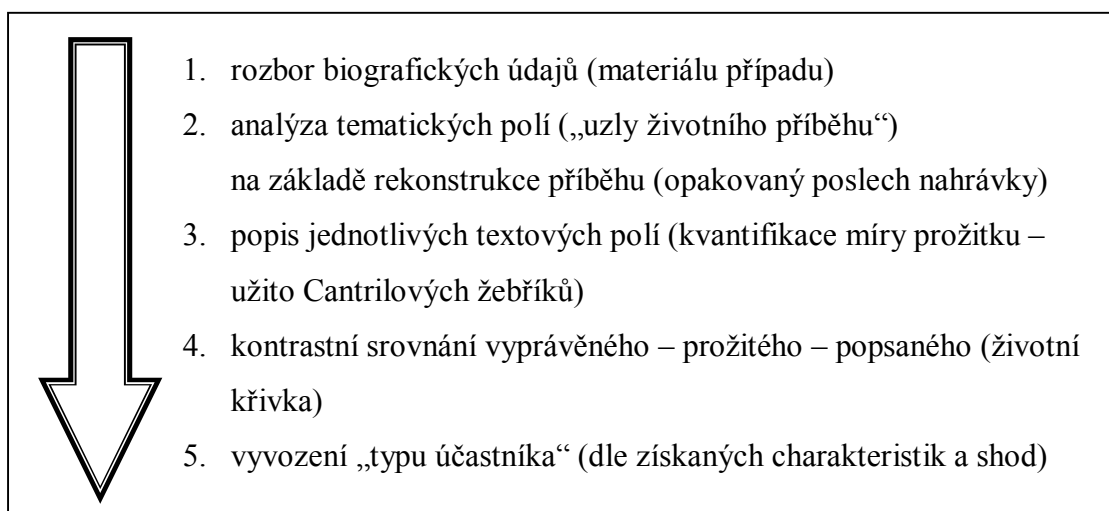 1. rozbor biografických údajů (materiálu případu)
2. analýza tematických polí („uzly životního příběhu“)
na základě rekonstrukce příběhu (opakovaný poslech nahrávky)
3. popis jednotlivých textových polí (kvantifikace míry prožitku –
užito Cantrilových žebříků)
4. kontrastní srovnání vyprávěného – prožitého – popsaného (životní
křivka)
5. vyvození „typu účastníka“ (dle získaných charakteristik a shod)